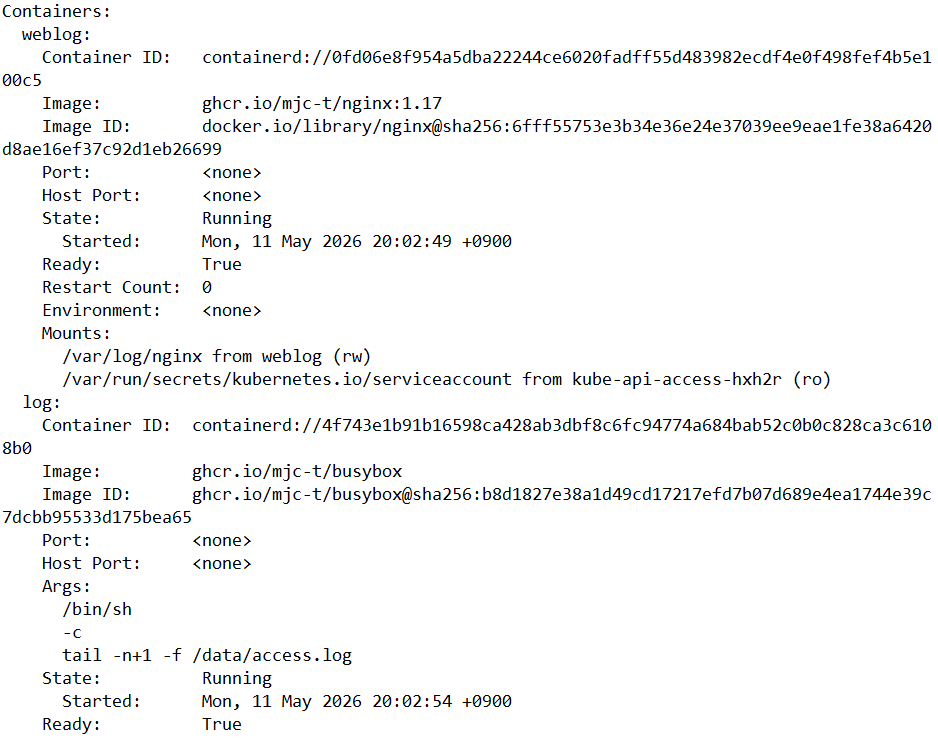 Containers:
  weblog:
    Container ID:   containerd://0fd06e8f954a5dba22244ce6020fadff55d483982ecdf4e0f498fef4b5e1
00c5
    Image:          ghcr.io/mjc-t/nginx:1.17
    Image ID:       docker.io/library/nginx@sha256:6fff55753e3b34e36e24e37039ee9eae1fe38a6420
d8ae16ef37c92d1eb26699
    Port:           <none>
    Host Port:      <none>
    State:          Running
      Started:      Mon, 11 May 2026 20:02:49 +0900
    Ready:          True
    Restart Count:  0
    Environment:    <none>
    Mounts:
      /var/log/nginx from weblog (rw)
      /var/run/secrets/kubernetes.io/serviceaccount from kube-api-access-hxh2r (ro)
  log:
    Container ID:  containerd://4f743e1b91b16598ca428ab3dbf8c6fc94774a684bab52c0b0c828ca3c610
8b0
    Image:         ghcr.io/mjc-t/busybox
    Image ID:      ghcr.io/mjc-t/busybox@sha256:b8d1827e38a1d49cd17217efd7b07d689e4ea1744e39c
7dcbb95533d175bea65
    Port:          <none>
    Host Port:     <none>
    Args:
      /bin/sh
      -c
      tail -n+1 -f /data/access.log
    State:          Running
      Started:      Mon, 11 May 2026 20:02:54 +0900
    Ready:          True